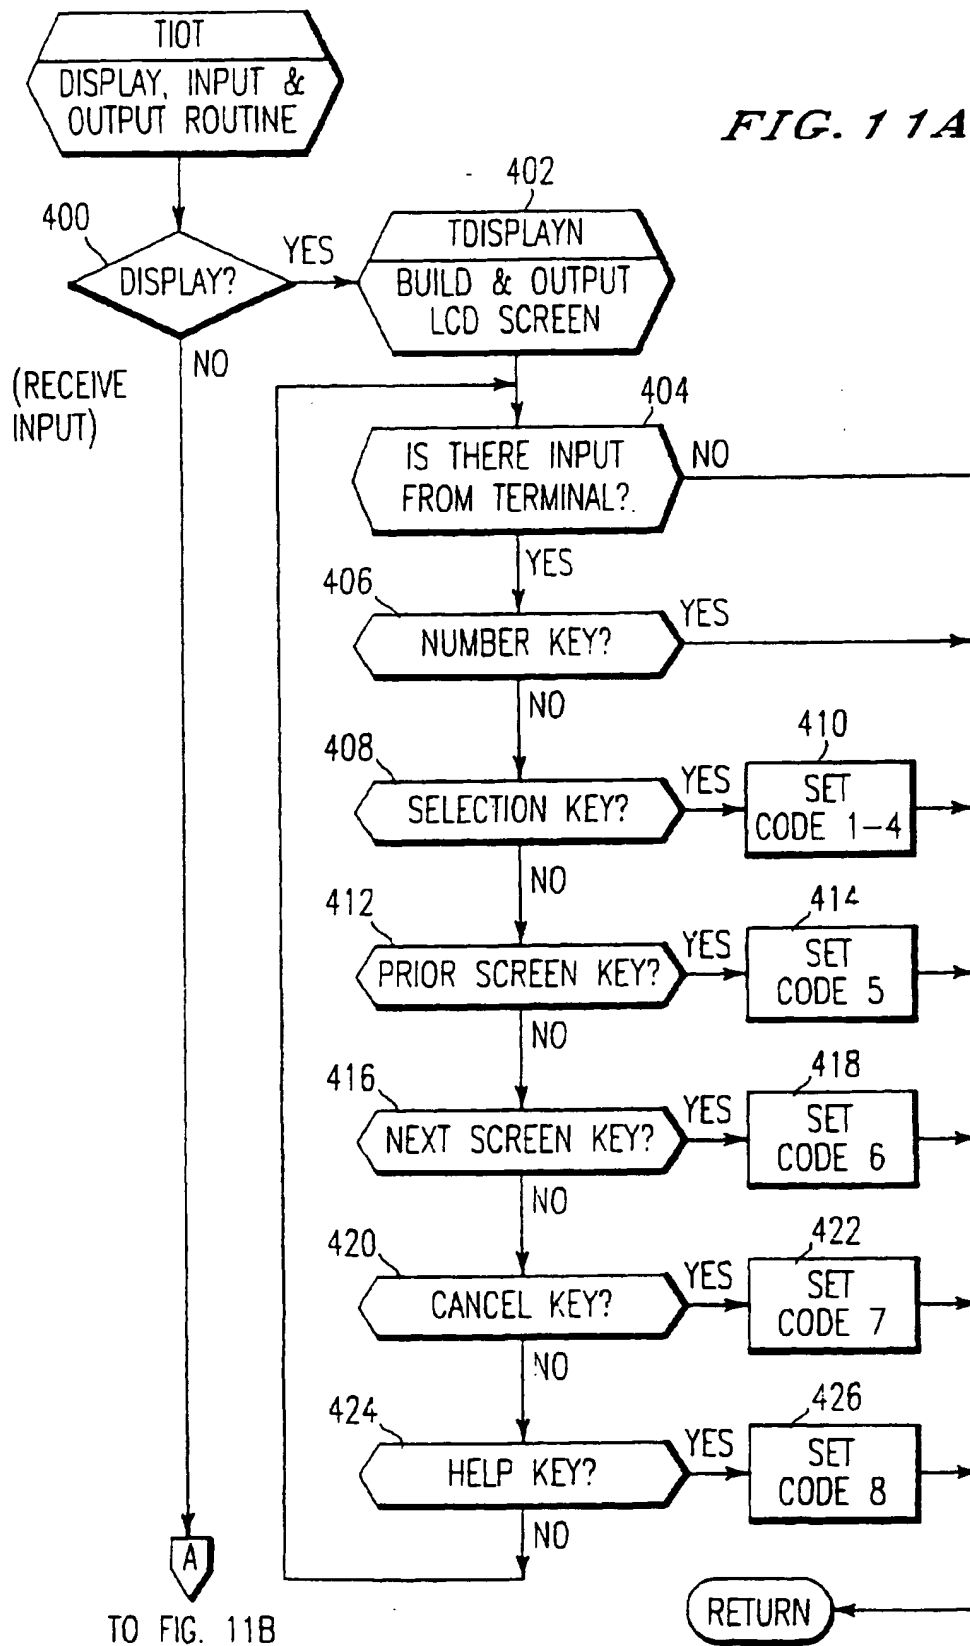 TIOT
DISPLAY, INPUT &
OUTPUT ROUTINE
FIG. 11A
400
DISPLAY?
YES
NO
(RECEIVE
INPUT)
402
TDISPLAYN
BUILD & OUTPUT
LCD SCREEN
404
IS THERE INPUT
FROM TERMINAL?
NO
YES
406
NUMBER KEY?
YES
NO
408
SELECTION KEY?
YES
410
SET
CODE 1-4
NO
412
PRIOR SCREEN KEY?
YES
414
SET
CODE 5
NO
416
NEXT SCREEN KEY?
YES
418
SET
CODE 6
NO
420
CANCEL KEY?
YES
422
SET
CODE 7
NO
424
HELP KEY?
YES
426
SET
CODE 8
NO
A
TO FIG. 11B
RETURN